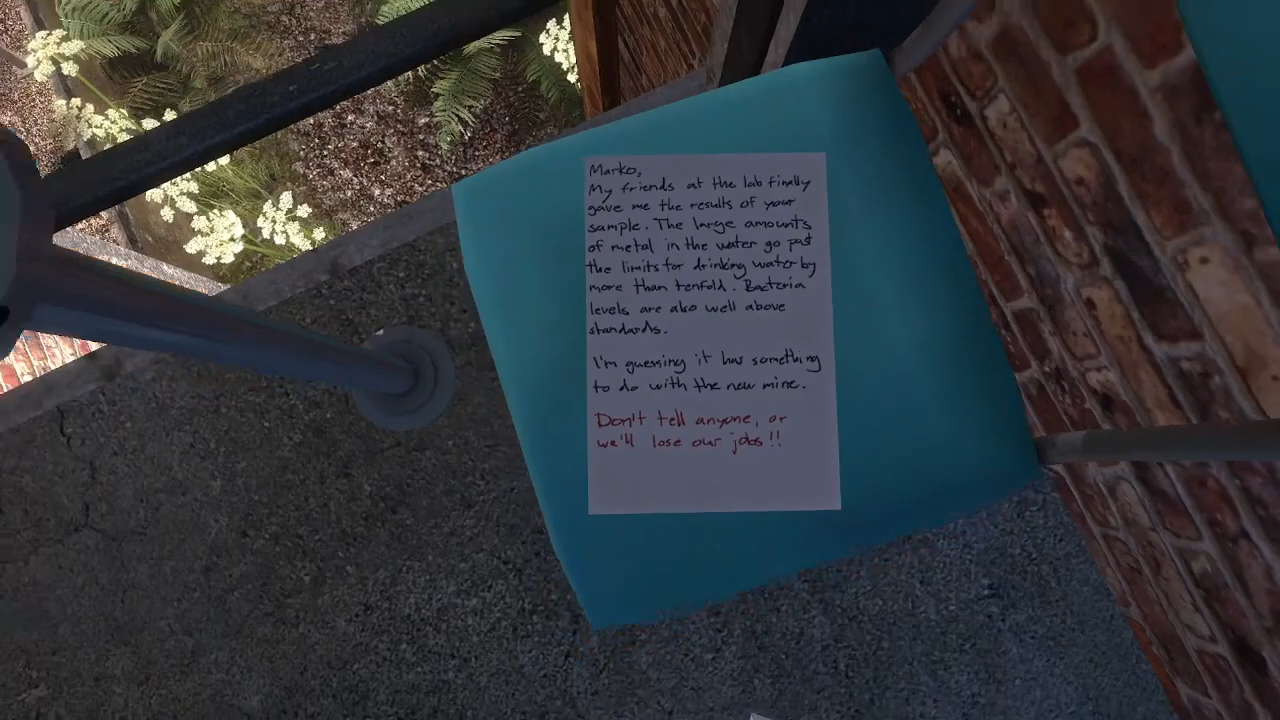 Marko,
My friends at the lab finally
gave me the results of your
sample. The large amounts
of metal in the water go past
the limits for drinking water by
more than tenfold. Bacteria
levels are also well above
standards.
I'm guessing it has something
to do with the new mine.
Don't tell anyone, or
we'll lose our jobs!!